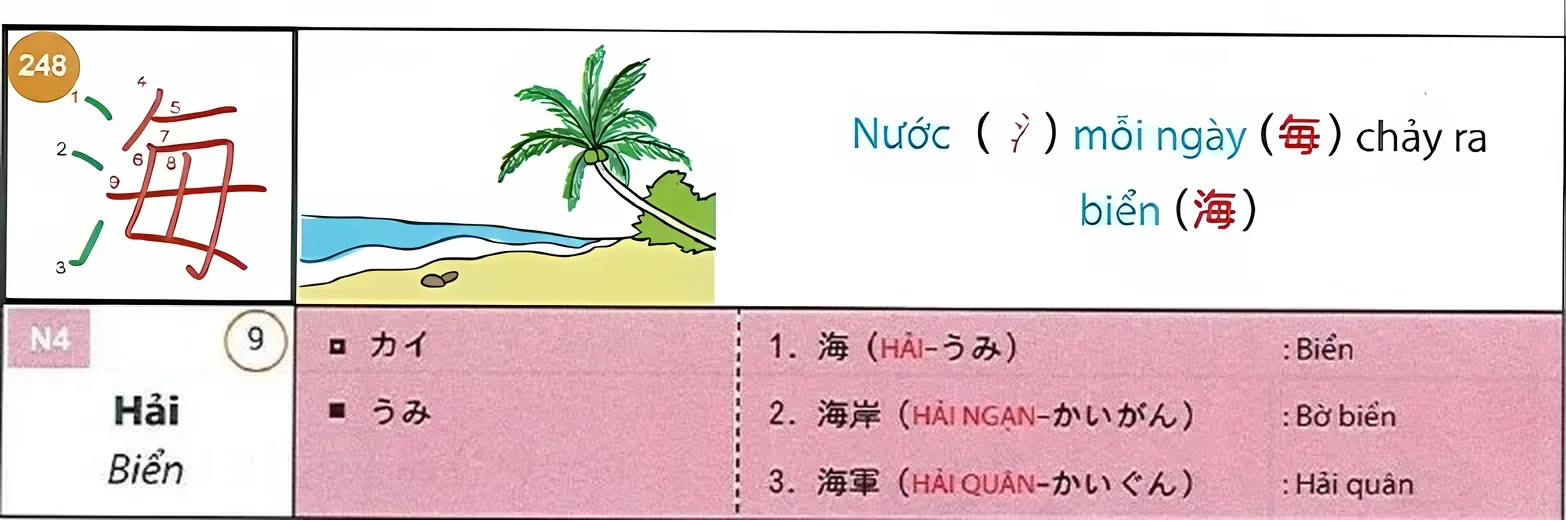 248
海
1
2
3
4
5
6
7
8
9
Nước (氵) mỗi ngày (毎) chảy ra
biển (海)
N4
9
Hải
Biển
カイ
うみ
1. 海 (HẢI-うみ) : Biển
2. 海岸 (HẢI NGẠN-かいがん) : Bờ biển
3. 海軍 (HẢI QUÂN-かいぐん) : Hải quân